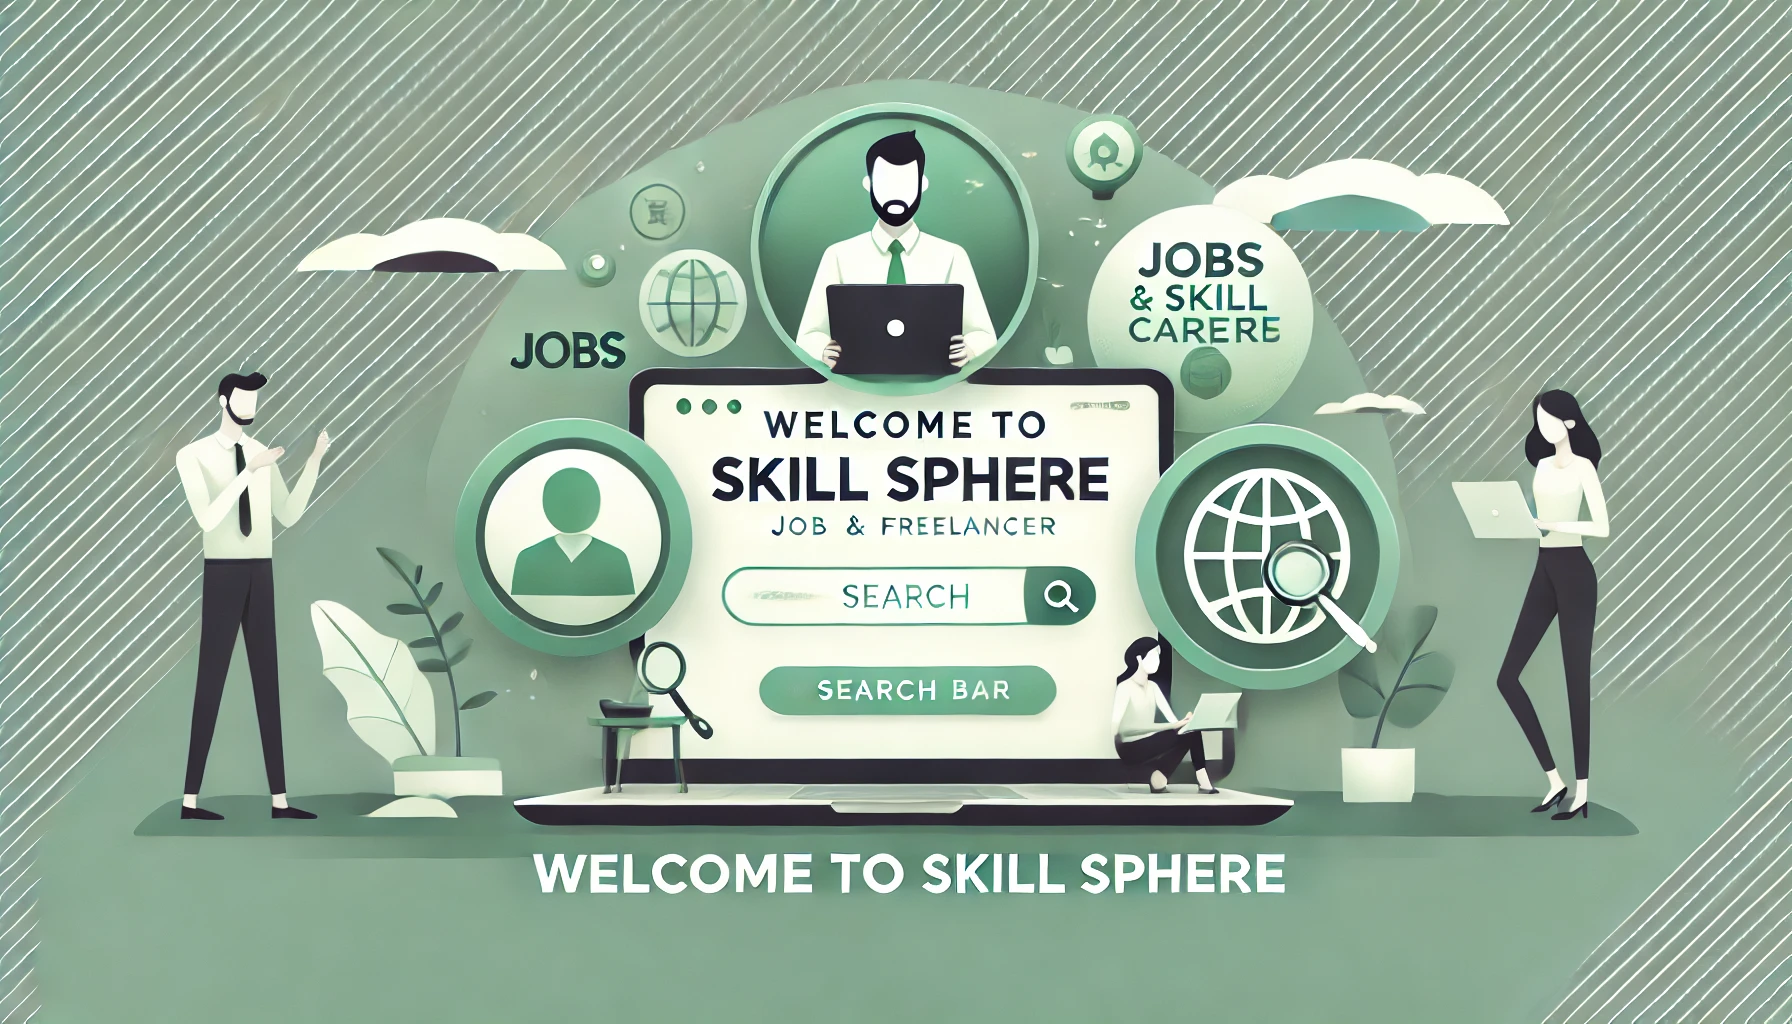 JOBS
& SKILL
CARERE
JOBS
WELCOME TO
SKILL SPHERE
JOB & FREELANCER
SEARCH
SEARCH BAR
WELCOME TO SKILL SPHERE